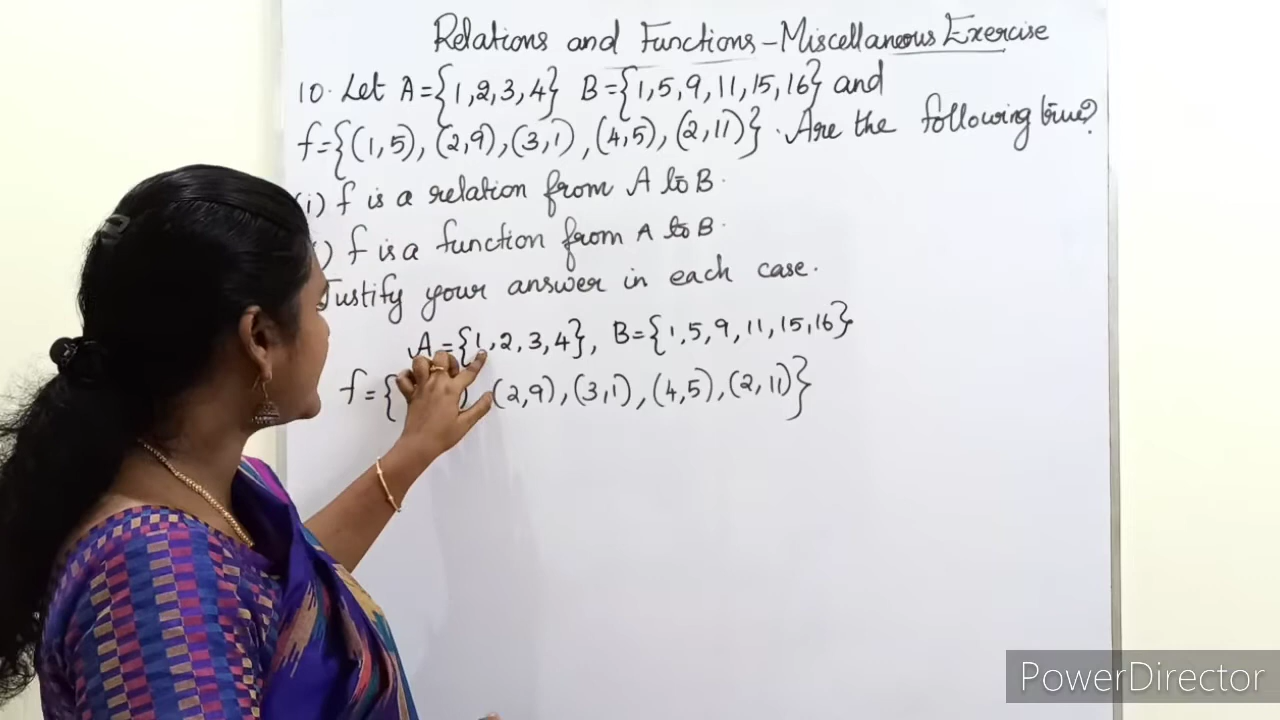 Relations and Functions - Miscellaneous Exercise
10. Let A={1,2,3,4} B={1,5,9,11,15,16} and
f={(1,5),(2,9),(3,1),(4,5),(2,11)}. Are the following true?
(i) f is a relation from A to B.
) f is a function from A to B.
Justify your answer in each case.
A={1,2,3,4}, B={1,5,9,11,15,16}
f={ ), (2,9),(3,1),(4,5),(2,11)}
PowerDirector